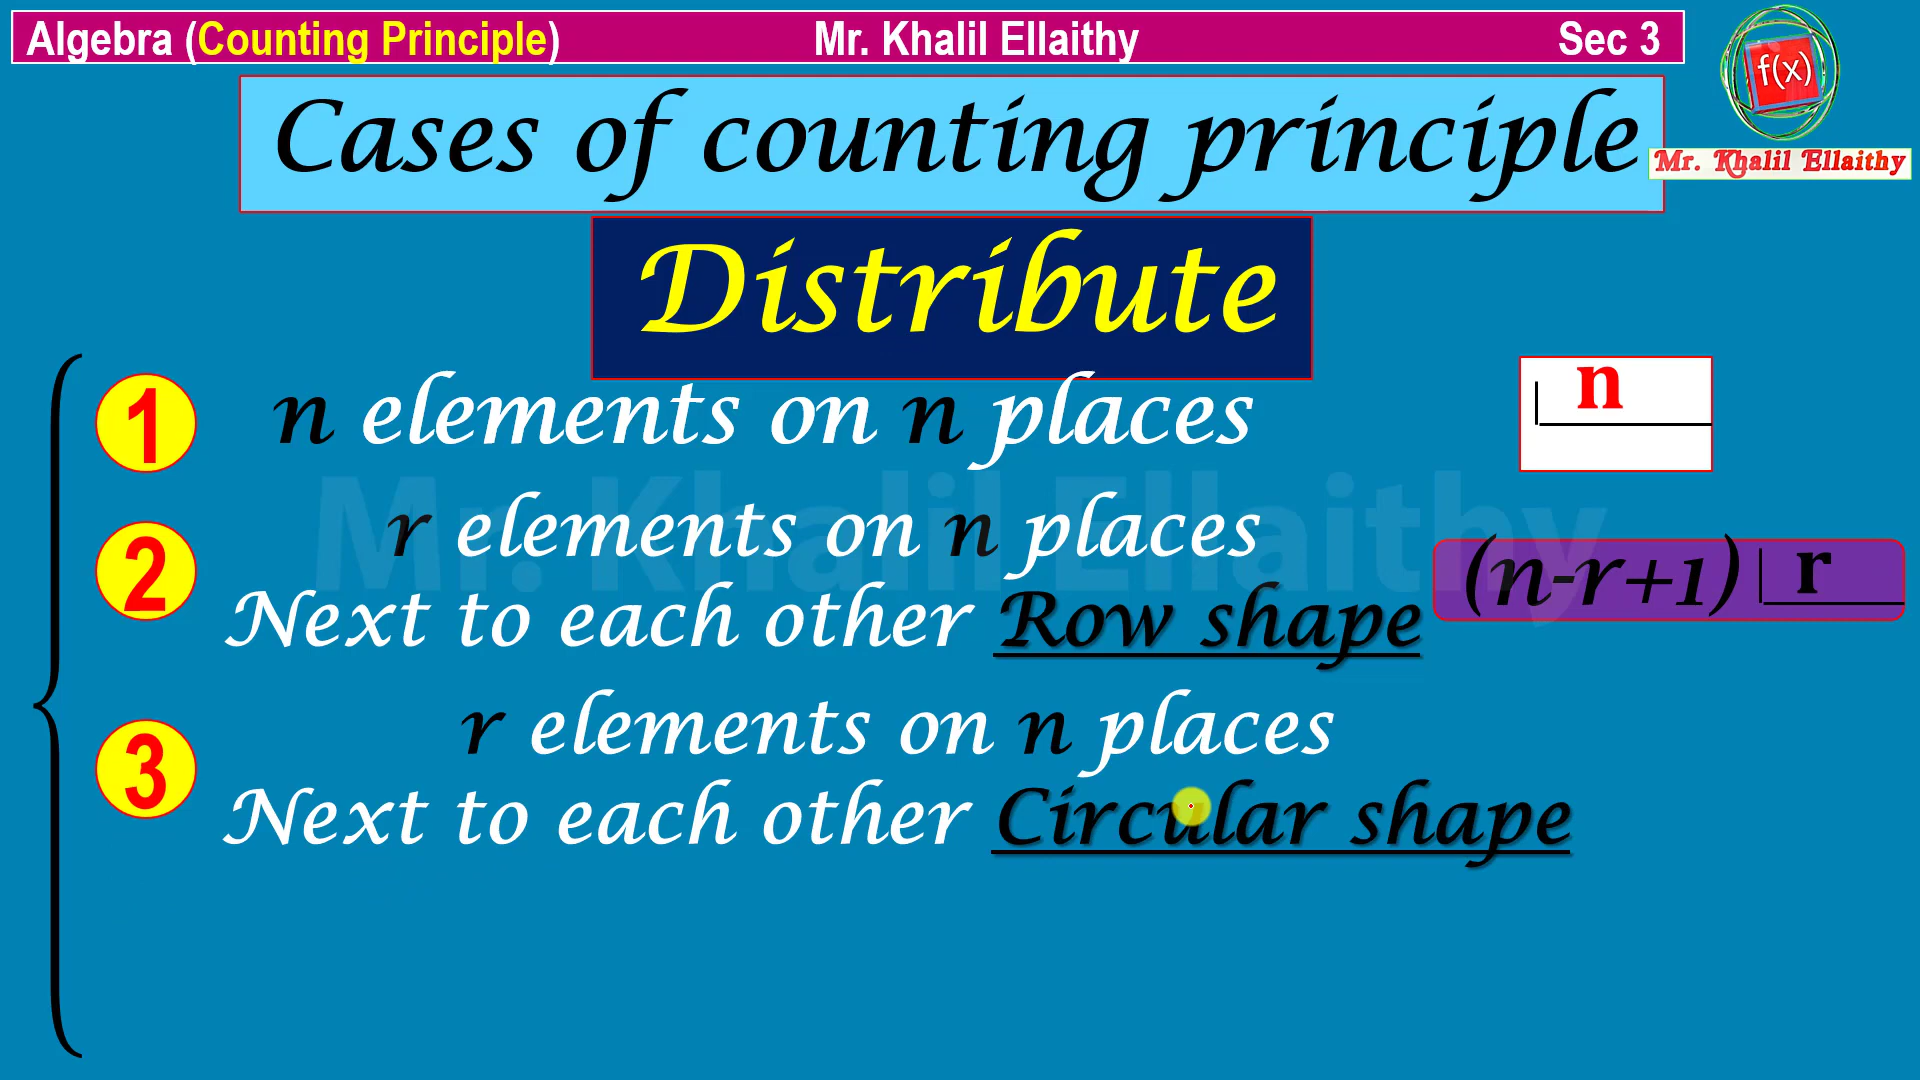 Algebra (Counting Principle) Mr. Khalil Ellaithy Sec 3
f(x)
Mr. Khalil Ellaithy
Cases of counting principle
Distribute
1 n elements on n places n
2 r elements on n places
Next to each other Row shape (n-r+1) r
3 r elements on n places
Next to each other Circular shape
Mr. Khalil Ellaithy